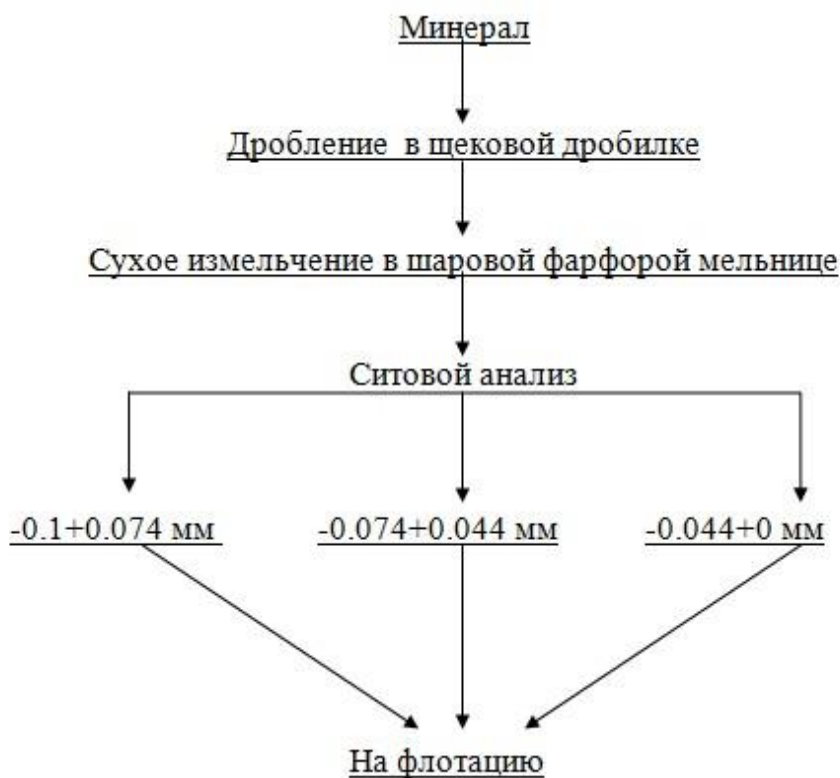 Минерал
Дробление в щековой дробилке
Сухое измельчение в шаровой фарфорой мельнице
Ситовой анализ
-0.1+0.074 мм
-0.074+0.044 мм
-0.044+0 мм
На флотацию